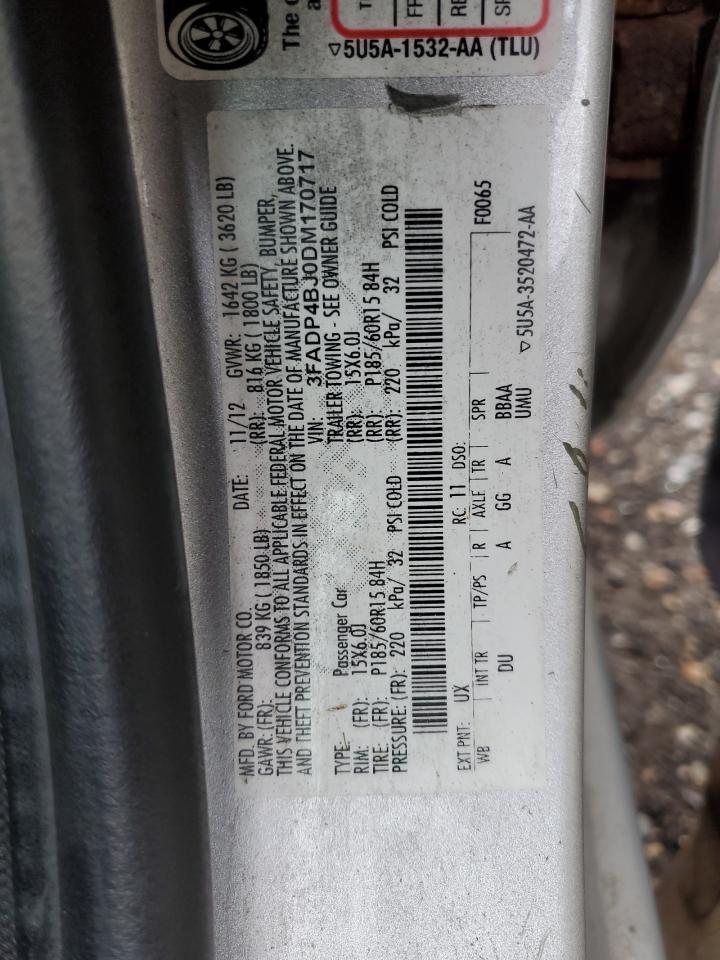 The
a
FR
RE
SP
▽5U5A-1532-AA (TLU)
MFD. BY FORD MOTOR CO. DATE: 11/12 GVWR: 1642 KG ( 3620 LB)
GAWR: (FR): 839 KG ( 1850 LB) (RR): 816 KG ( 1800 LB)
THIS VEHICLE CONFORMS TO ALL APPLICABLE FEDERAL MOTOR VEHICLE SAFETY, BUMPER,
AND THEFT PREVENTION STANDARDS IN EFFECT ON THE DATE OF MANUFACTURE SHOWN ABOVE.
VIN: 3FADP4BJ0DM170717
TYPE: Passenger Car TRAILER TOWING - SEE OWNER GUIDE
RIM: (FR): 15X6.0J (RR): 15X6.0J
TIRE: (FR): P185/60R15 84H (RR) P185/60R15 84H
PRESSURE: (FR): 220 kPa/ 32 PSI COLD (RR): 220 kPa/ 32 PSI COLD
EXT PNT: UX RC: 11 DSO: F0065
WB INT TR TP/PS R AXLE TR SPR
DU A GG A BBAA
UMU
▽5U5A-3520472-AA